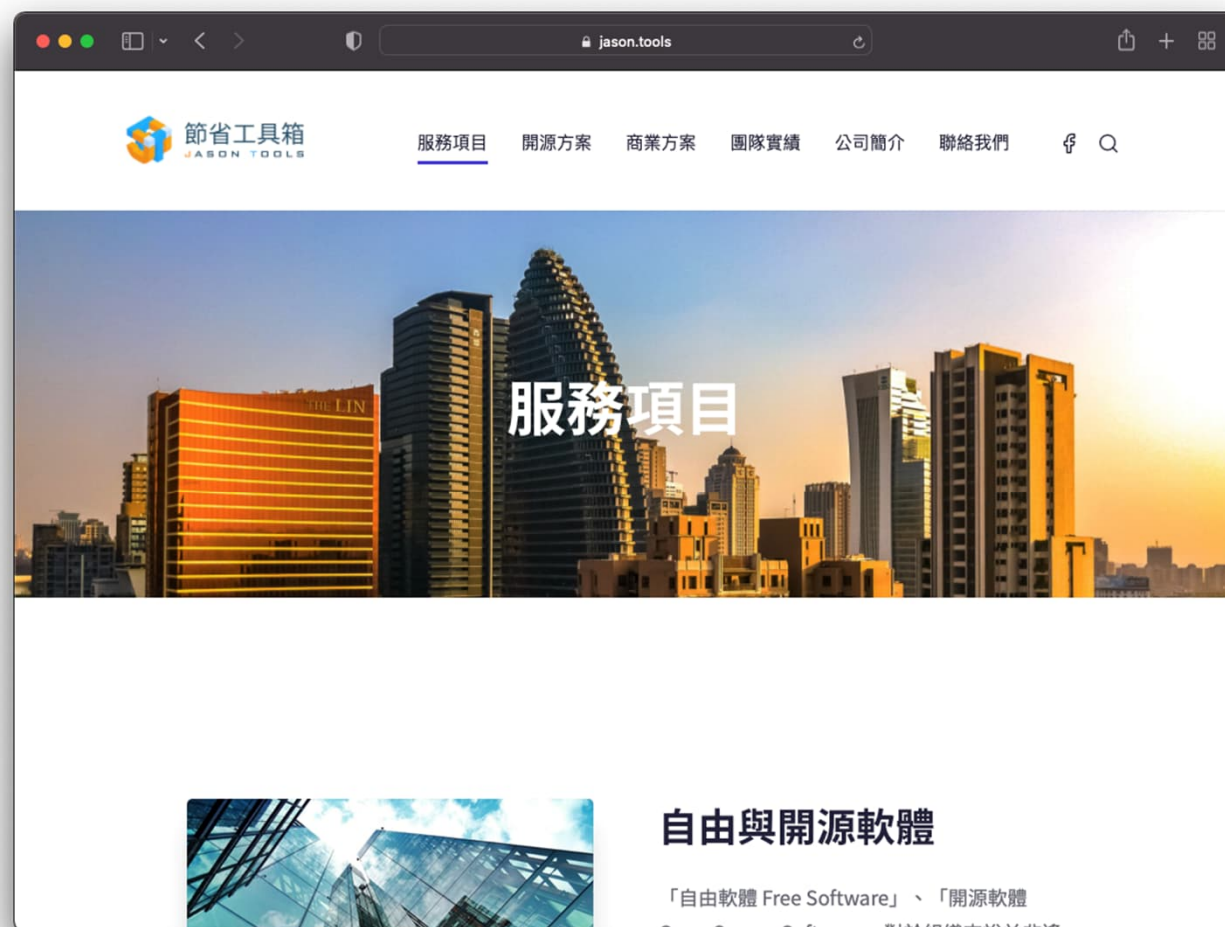 jason.tools
節省工具箱
JASON TOOLS
服務項目
開源方案
商業方案
團隊實績
公司簡介
聯絡我們
THE LIN
服務項目
自由與開源軟體
「自由軟體 Free Software」、「開源軟體